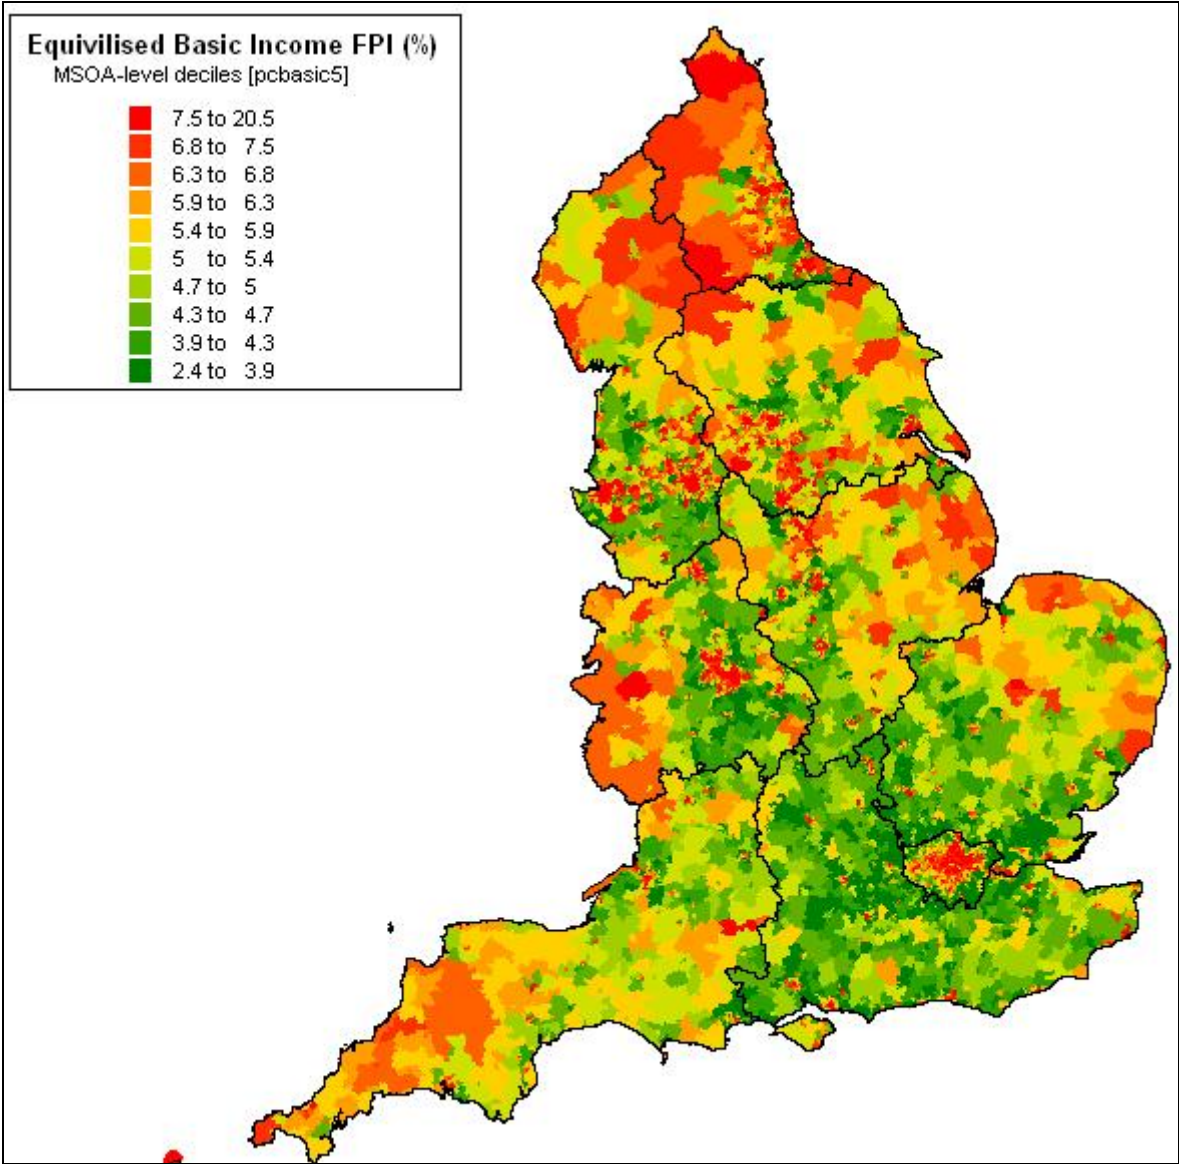 Equivilised Basic Income FPI (%)
MSOA-level deciles [pcbasic5]
7.5 to 20.5
6.8 to 7.5
6.3 to 6.8
5.9 to 6.3
5.4 to 5.9
5 to 5.4
4.7 to 5
4.3 to 4.7
3.9 to 4.3
2.4 to 3.9